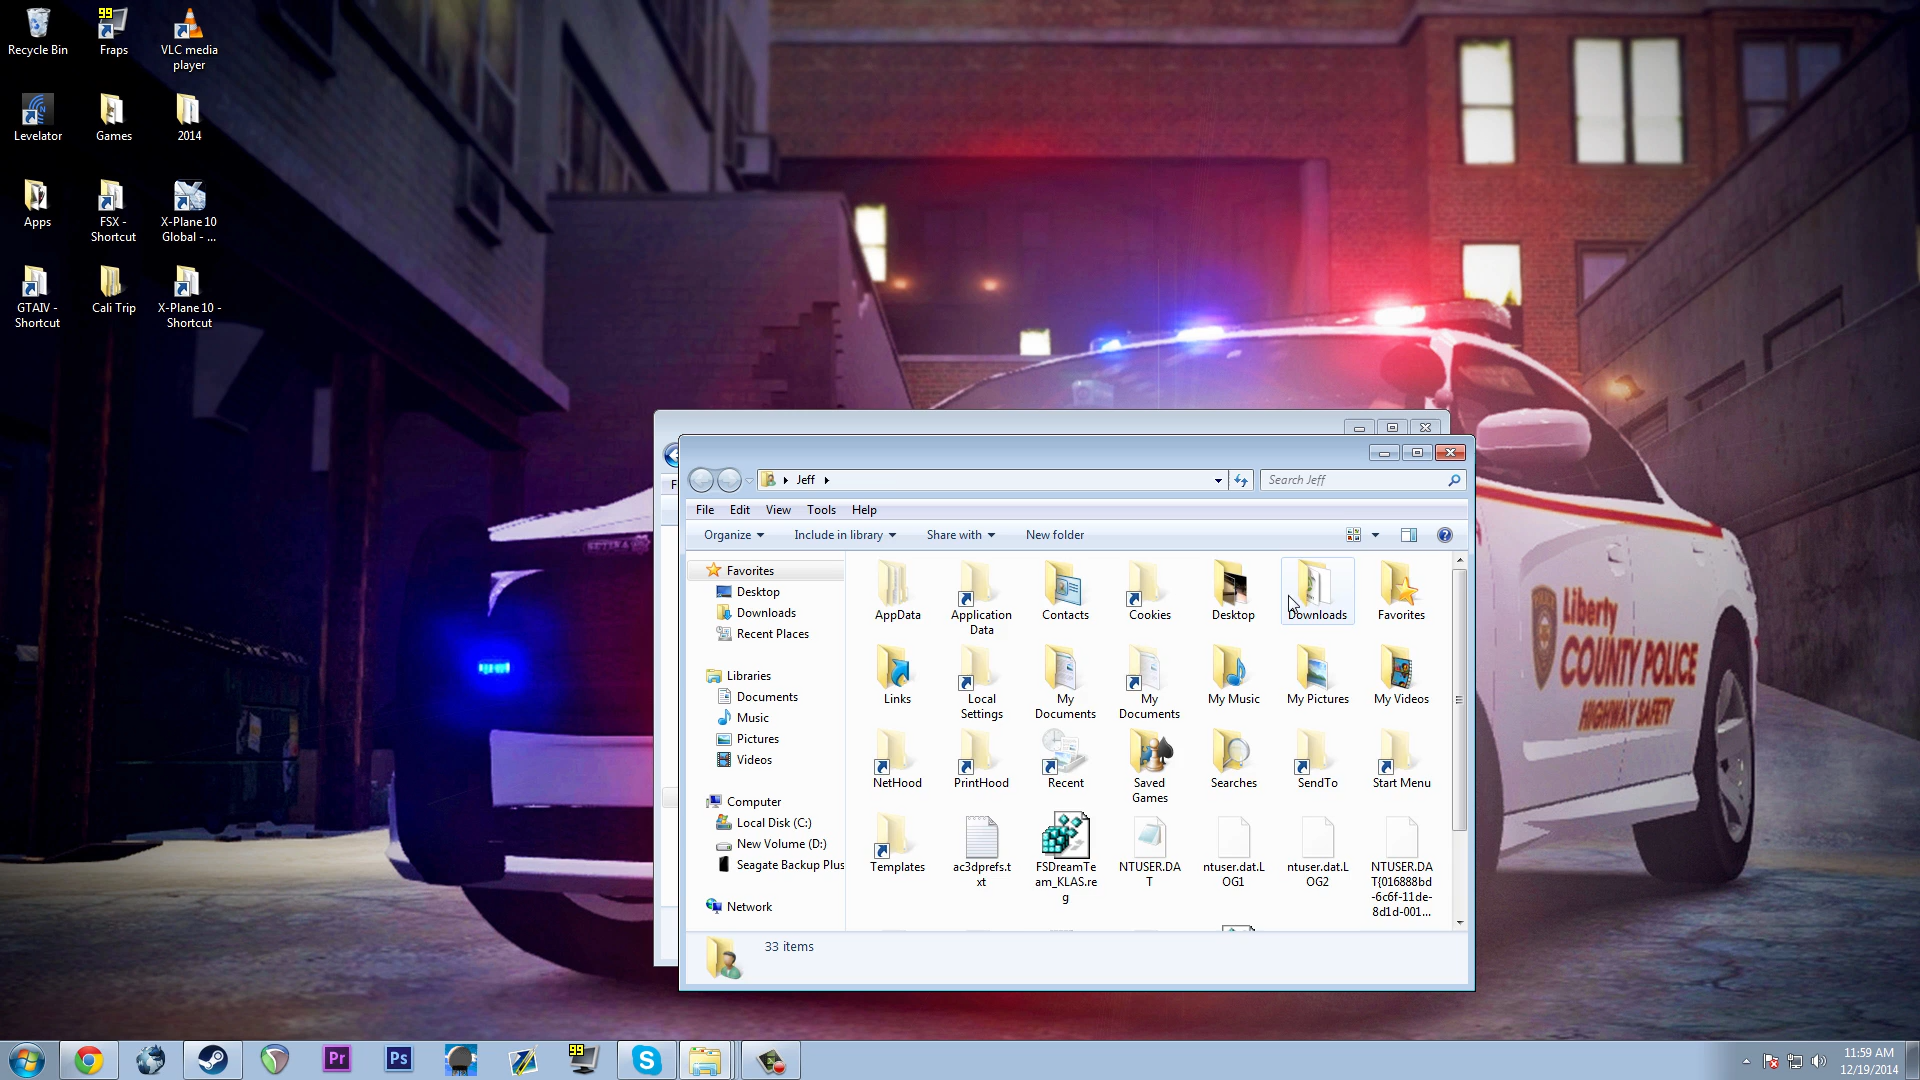 Recycle Bin
Fraps
VLC media
player
Levelator
Games
2014
Apps
FSX -
Shortcut
X-Plane 10
Global - ...
GTAIV -
Shortcut
Cali Trip
X-Plane 10 -
Shortcut
99
Jeff
Search Jeff
File Edit View Tools Help
Organize Include in library Share with New folder
Favorites
Desktop
Downloads
Recent Places
Libraries
Documents
Music
Pictures
Videos
Computer
Local Disk (C:)
New Volume (D:)
Seagate Backup Plus
Network
AppData
Application
Data
Contacts
Cookies
Desktop
Downloads
Favorites
Links
Local
Settings
My
Documents
My
Documents
My Music
My Pictures
My Videos
NetHood
PrintHood
Recent
Saved
Games
Searches
SendTo
Start Menu
Templates
ac3dprefs.t
xt
FSDreamTe
am_KLAS.re
g
NTUSER.DA
T
ntuser.dat.L
OG1
ntuser.dat.L
OG2
NTUSER.DA
T{016888bd
-6c6f-11de-
8d1d-001...
33 items
Liberty
COUNTY POLICE
HIGHWAY SAFETY
Pr
Ps
99
S
11:59 AM
12/19/2014